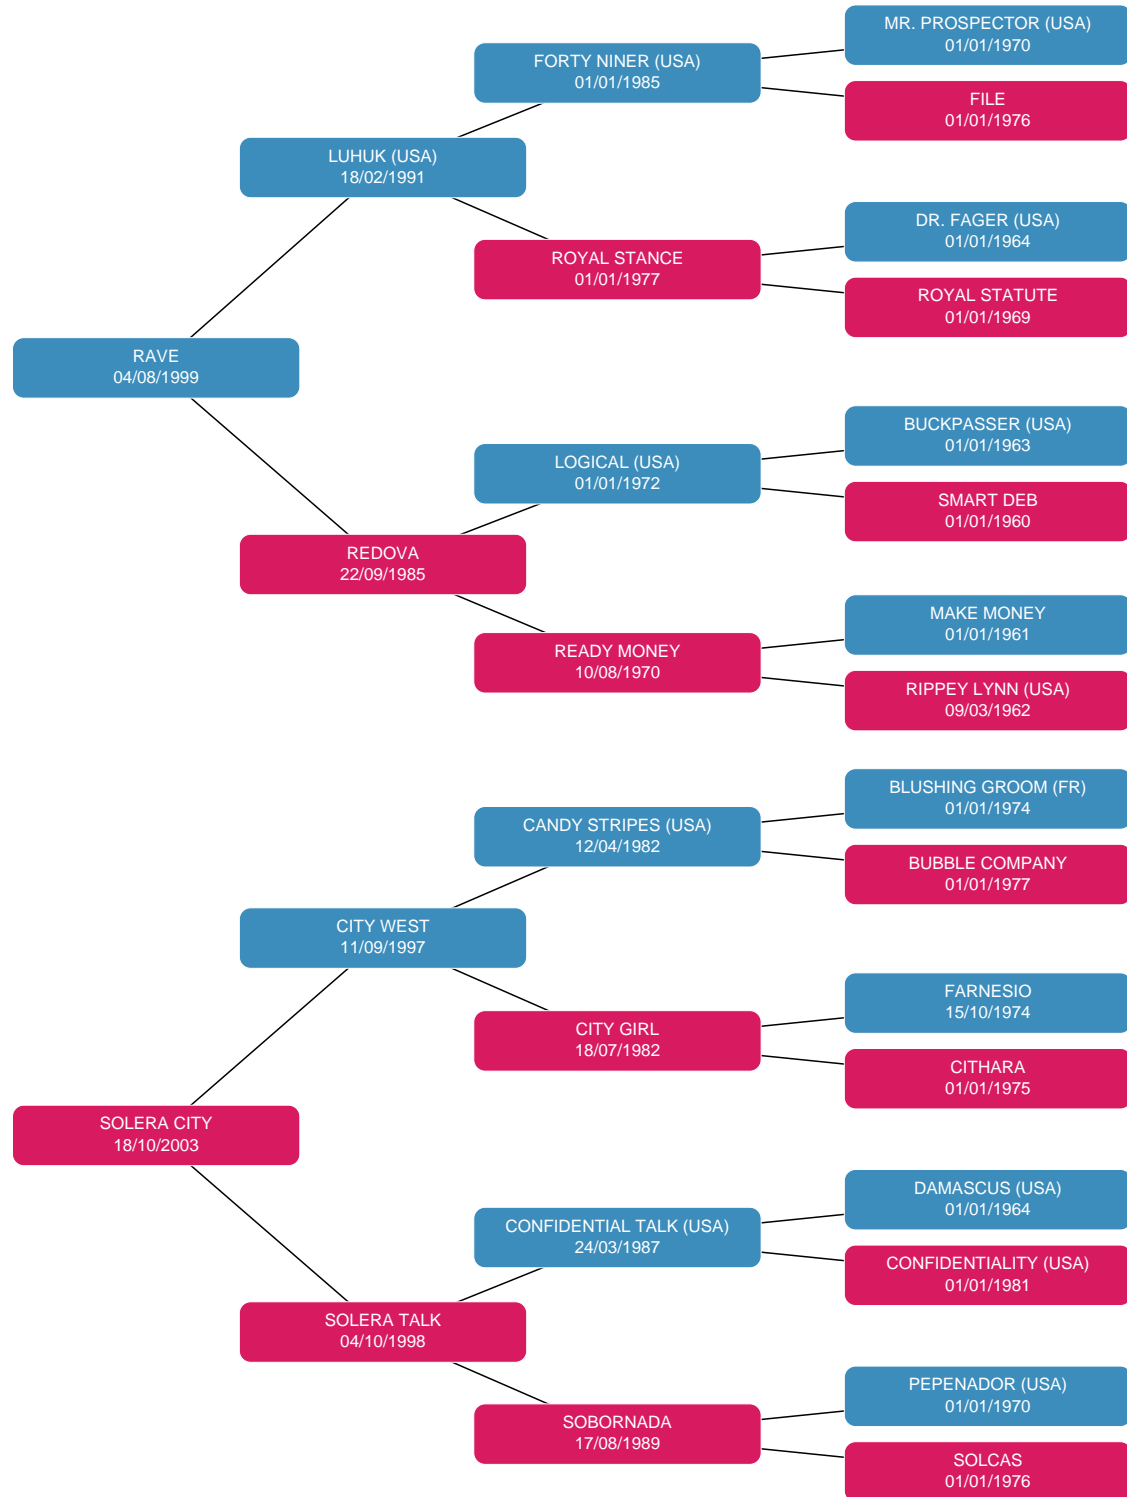 MR. PROSPECTOR (USA)
01/01/1970
FORTY NINER (USA)
01/01/1985
FILE
01/01/1976
LUHUK (USA)
18/02/1991
DR. FAGER (USA)
01/01/1964
ROYAL STANCE
01/01/1977
ROYAL STATUTE
01/01/1969
RAVE
04/08/1999
BUCKPASSER (USA)
01/01/1963
LOGICAL (USA)
01/01/1972
SMART DEB
01/01/1960
REDOVA
22/09/1985
MAKE MONEY
01/01/1961
READY MONEY
10/08/1970
RIPPEY LYNN (USA)
09/03/1962
BLUSHING GROOM (FR)
01/01/1974
CANDY STRIPES (USA)
12/04/1982
BUBBLE COMPANY
01/01/1977
CITY WEST
11/09/1997
FARNESIO
15/10/1974
CITY GIRL
18/07/1982
CITHARA
01/01/1975
SOLERA CITY
18/10/2003
DAMASCUS (USA)
01/01/1964
CONFIDENTIAL TALK (USA)
24/03/1987
CONFIDENTIALITY (USA)
01/01/1981
SOLERA TALK
04/10/1998
PEPENADOR (USA)
01/01/1970
SOBORNADA
17/08/1989
SOLCAS
01/01/1976